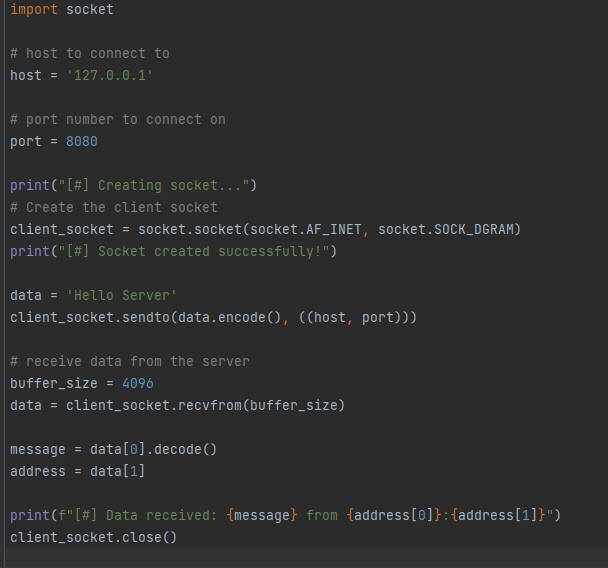 import socket
# host to connect to
host = '127.0.0.1'
# port number to connect on
port = 8080
print("[#] Creating socket...")
# Create the client socket
client_socket = socket.socket(socket.AF_INET, socket.SOCK_DGRAM)
print("[#] Socket created successfully!")
data = 'Hello Server'
client_socket.sendto(data.encode(), ((host, port)))
# receive data from the server
buffer_size = 4096
data = client_socket.recvfrom(buffer_size)
message = data[0].decode()
address = data[1]
print(f"[#] Data received: {message} from {address[0]}:{address[1]}")
client_socket.close()